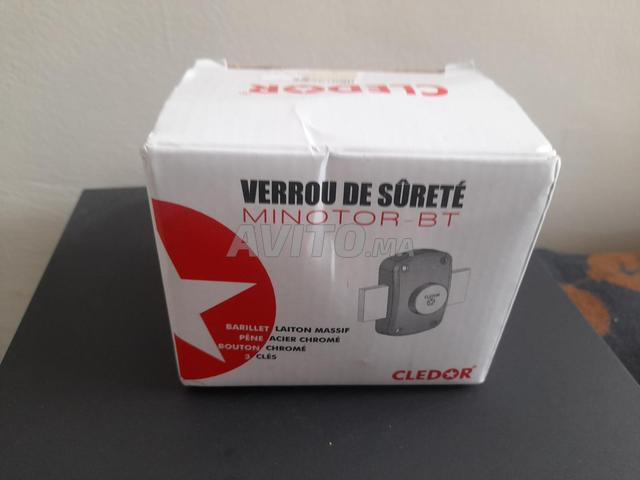 CLEDOR
VERROU DE SÛRETÉ
MINOTOR-BT
AVITO.ma
CLEDOR
BARILLET LAITON MASSIF
PÊNE ACIER CHROMÉ
BOUTON CHROMÉ
3 CLÉS
CLEDOR